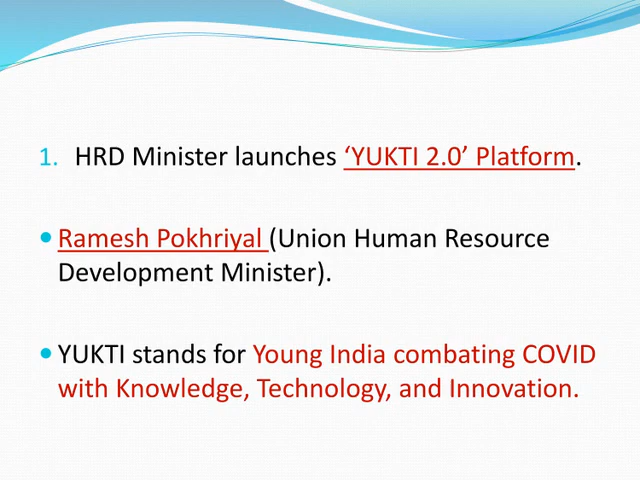 1. HRD Minister launches ‘YUKTI 2.0’ Platform.
• Ramesh Pokhriyal (Union Human Resource
Development Minister).
• YUKTI stands for Young India combating COVID
with Knowledge, Technology, and Innovation.